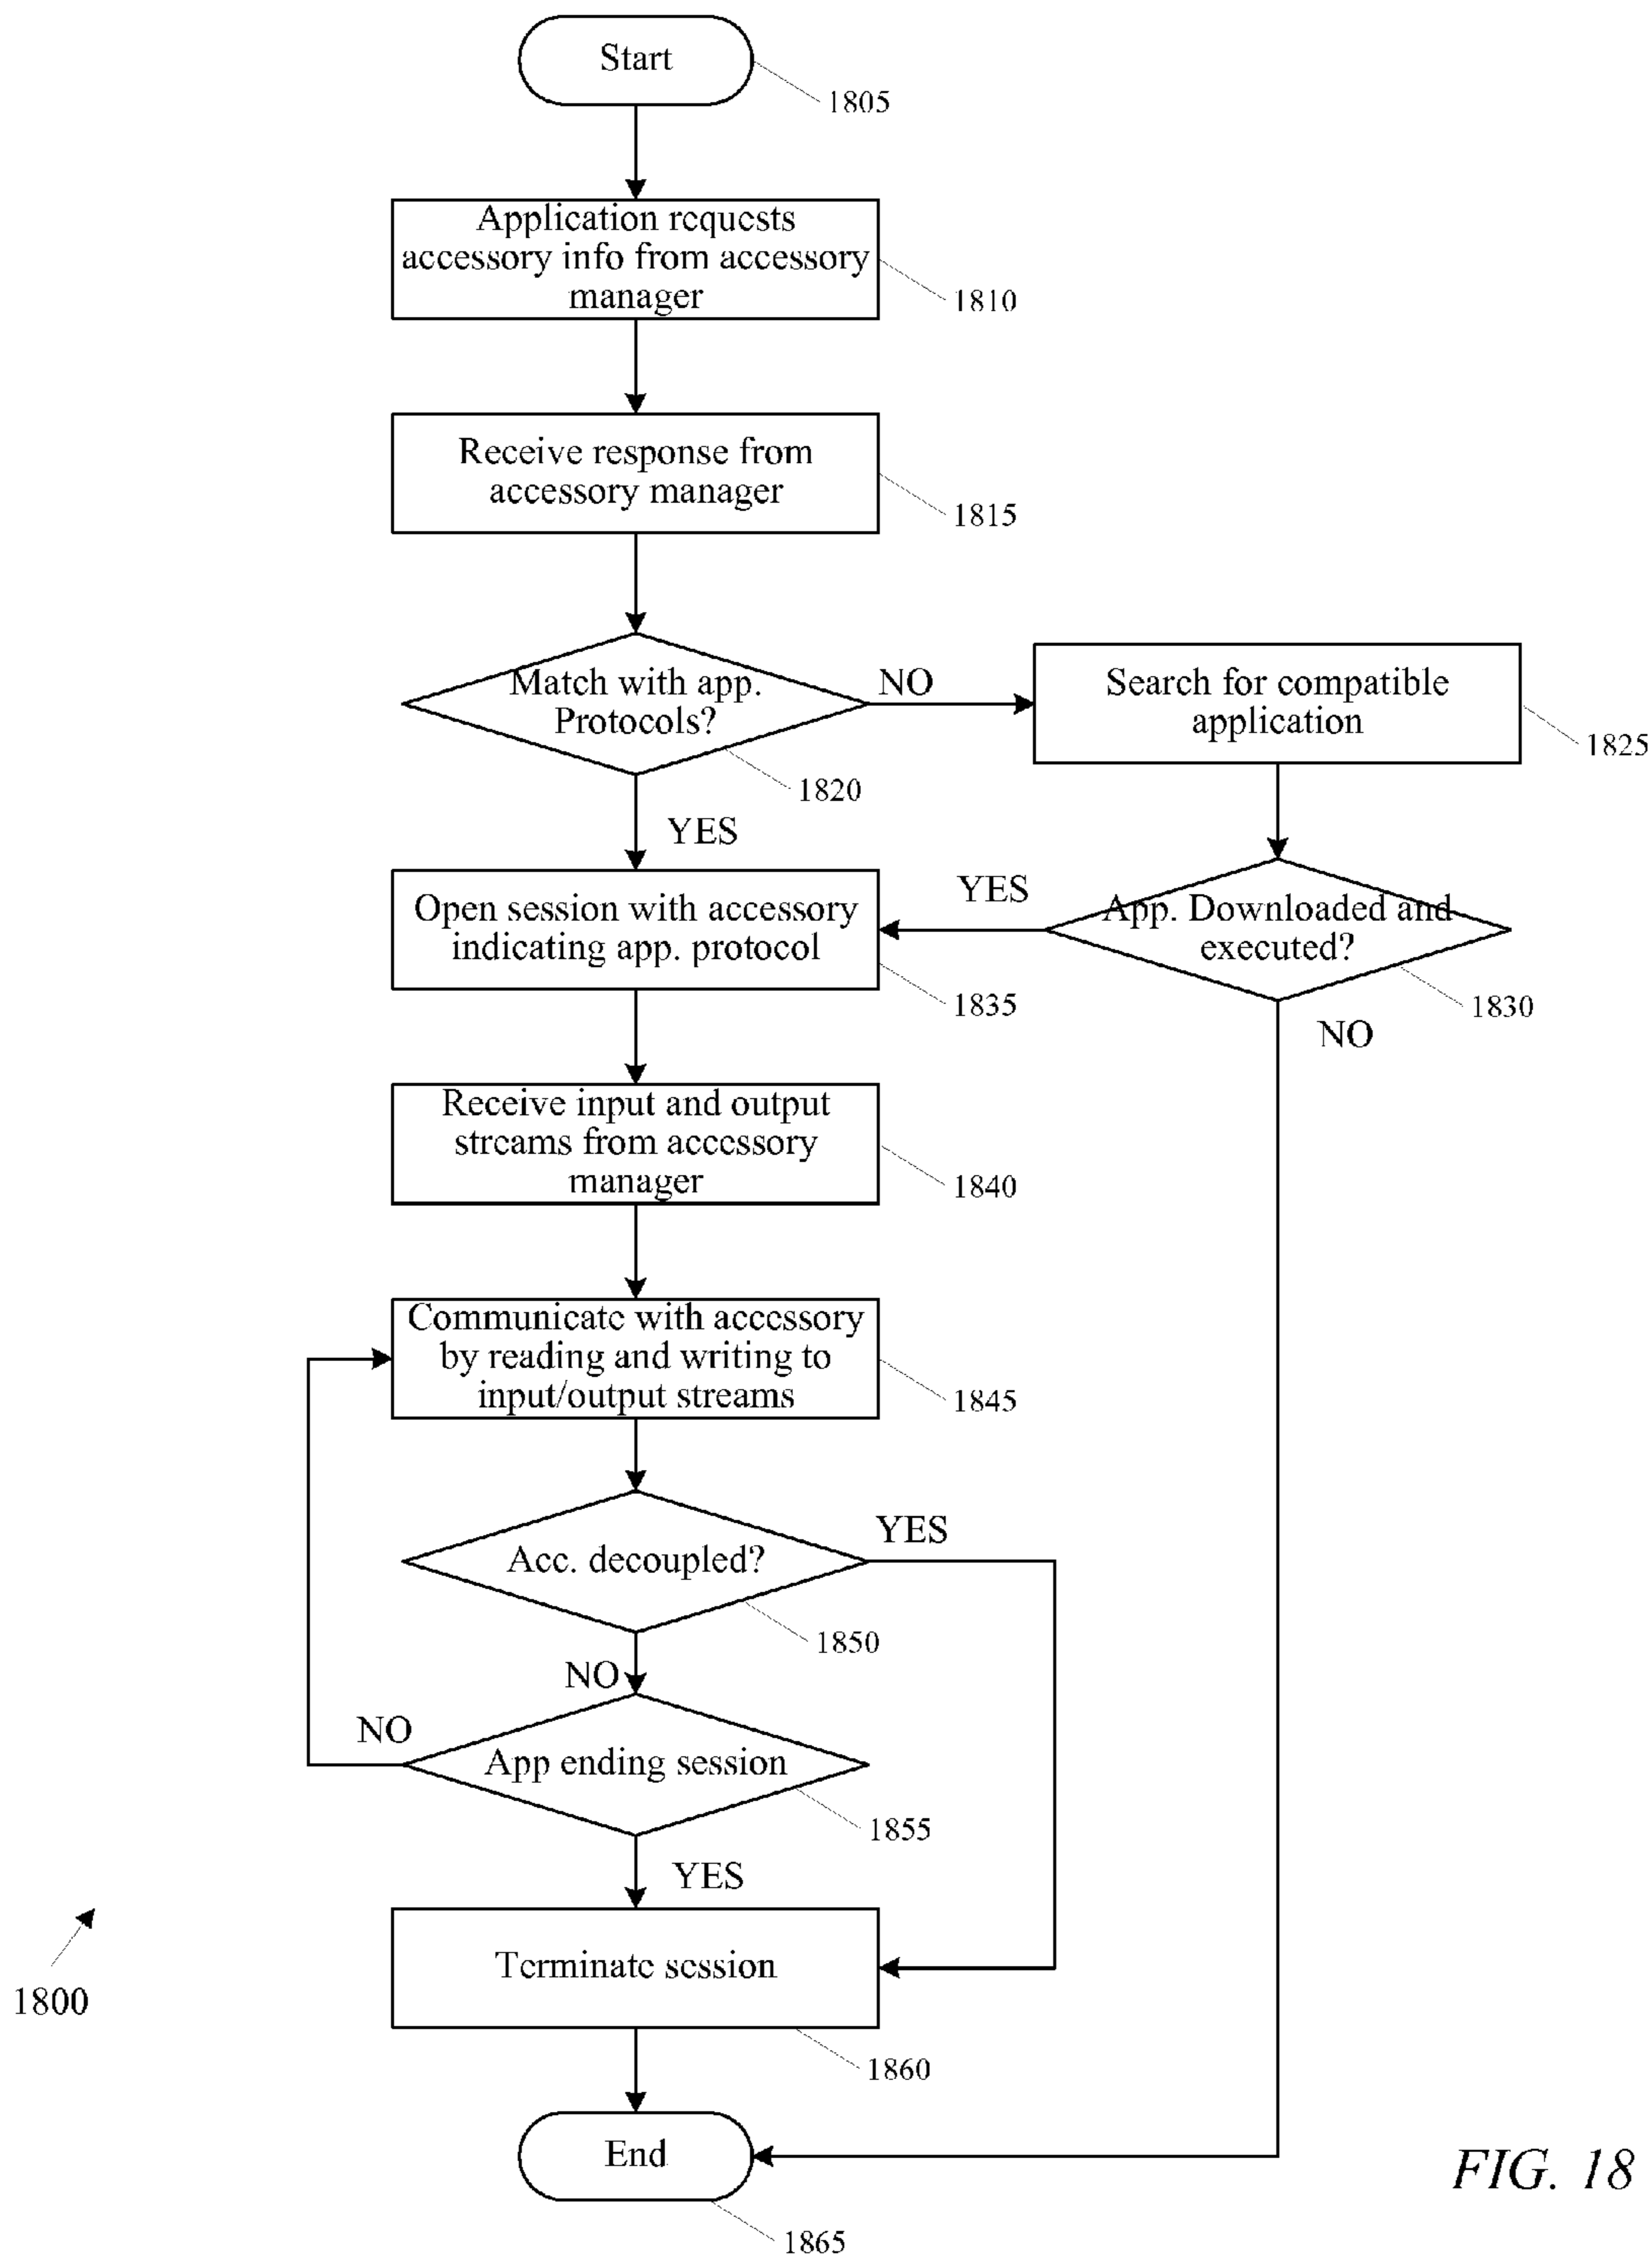 Start
1805
Application requests
accessory info from accessory
manager
1810
Receive response from
accessory manager
1815
Match with app.
Protocols?
1820
NO
Search for compatible
application
1825
YES
App. Downloaded and
executed?
1830
YES
NO
Open session with accessory
indicating app. protocol
1835
Receive input and output
streams from accessory
manager
1840
Communicate with accessory
by reading and writing to
input/output streams
1845
Acc. decoupled?
YES
1850
NO
App ending session
NO
1855
YES
Terminate session
1860
1800
End
1865
FIG. 18